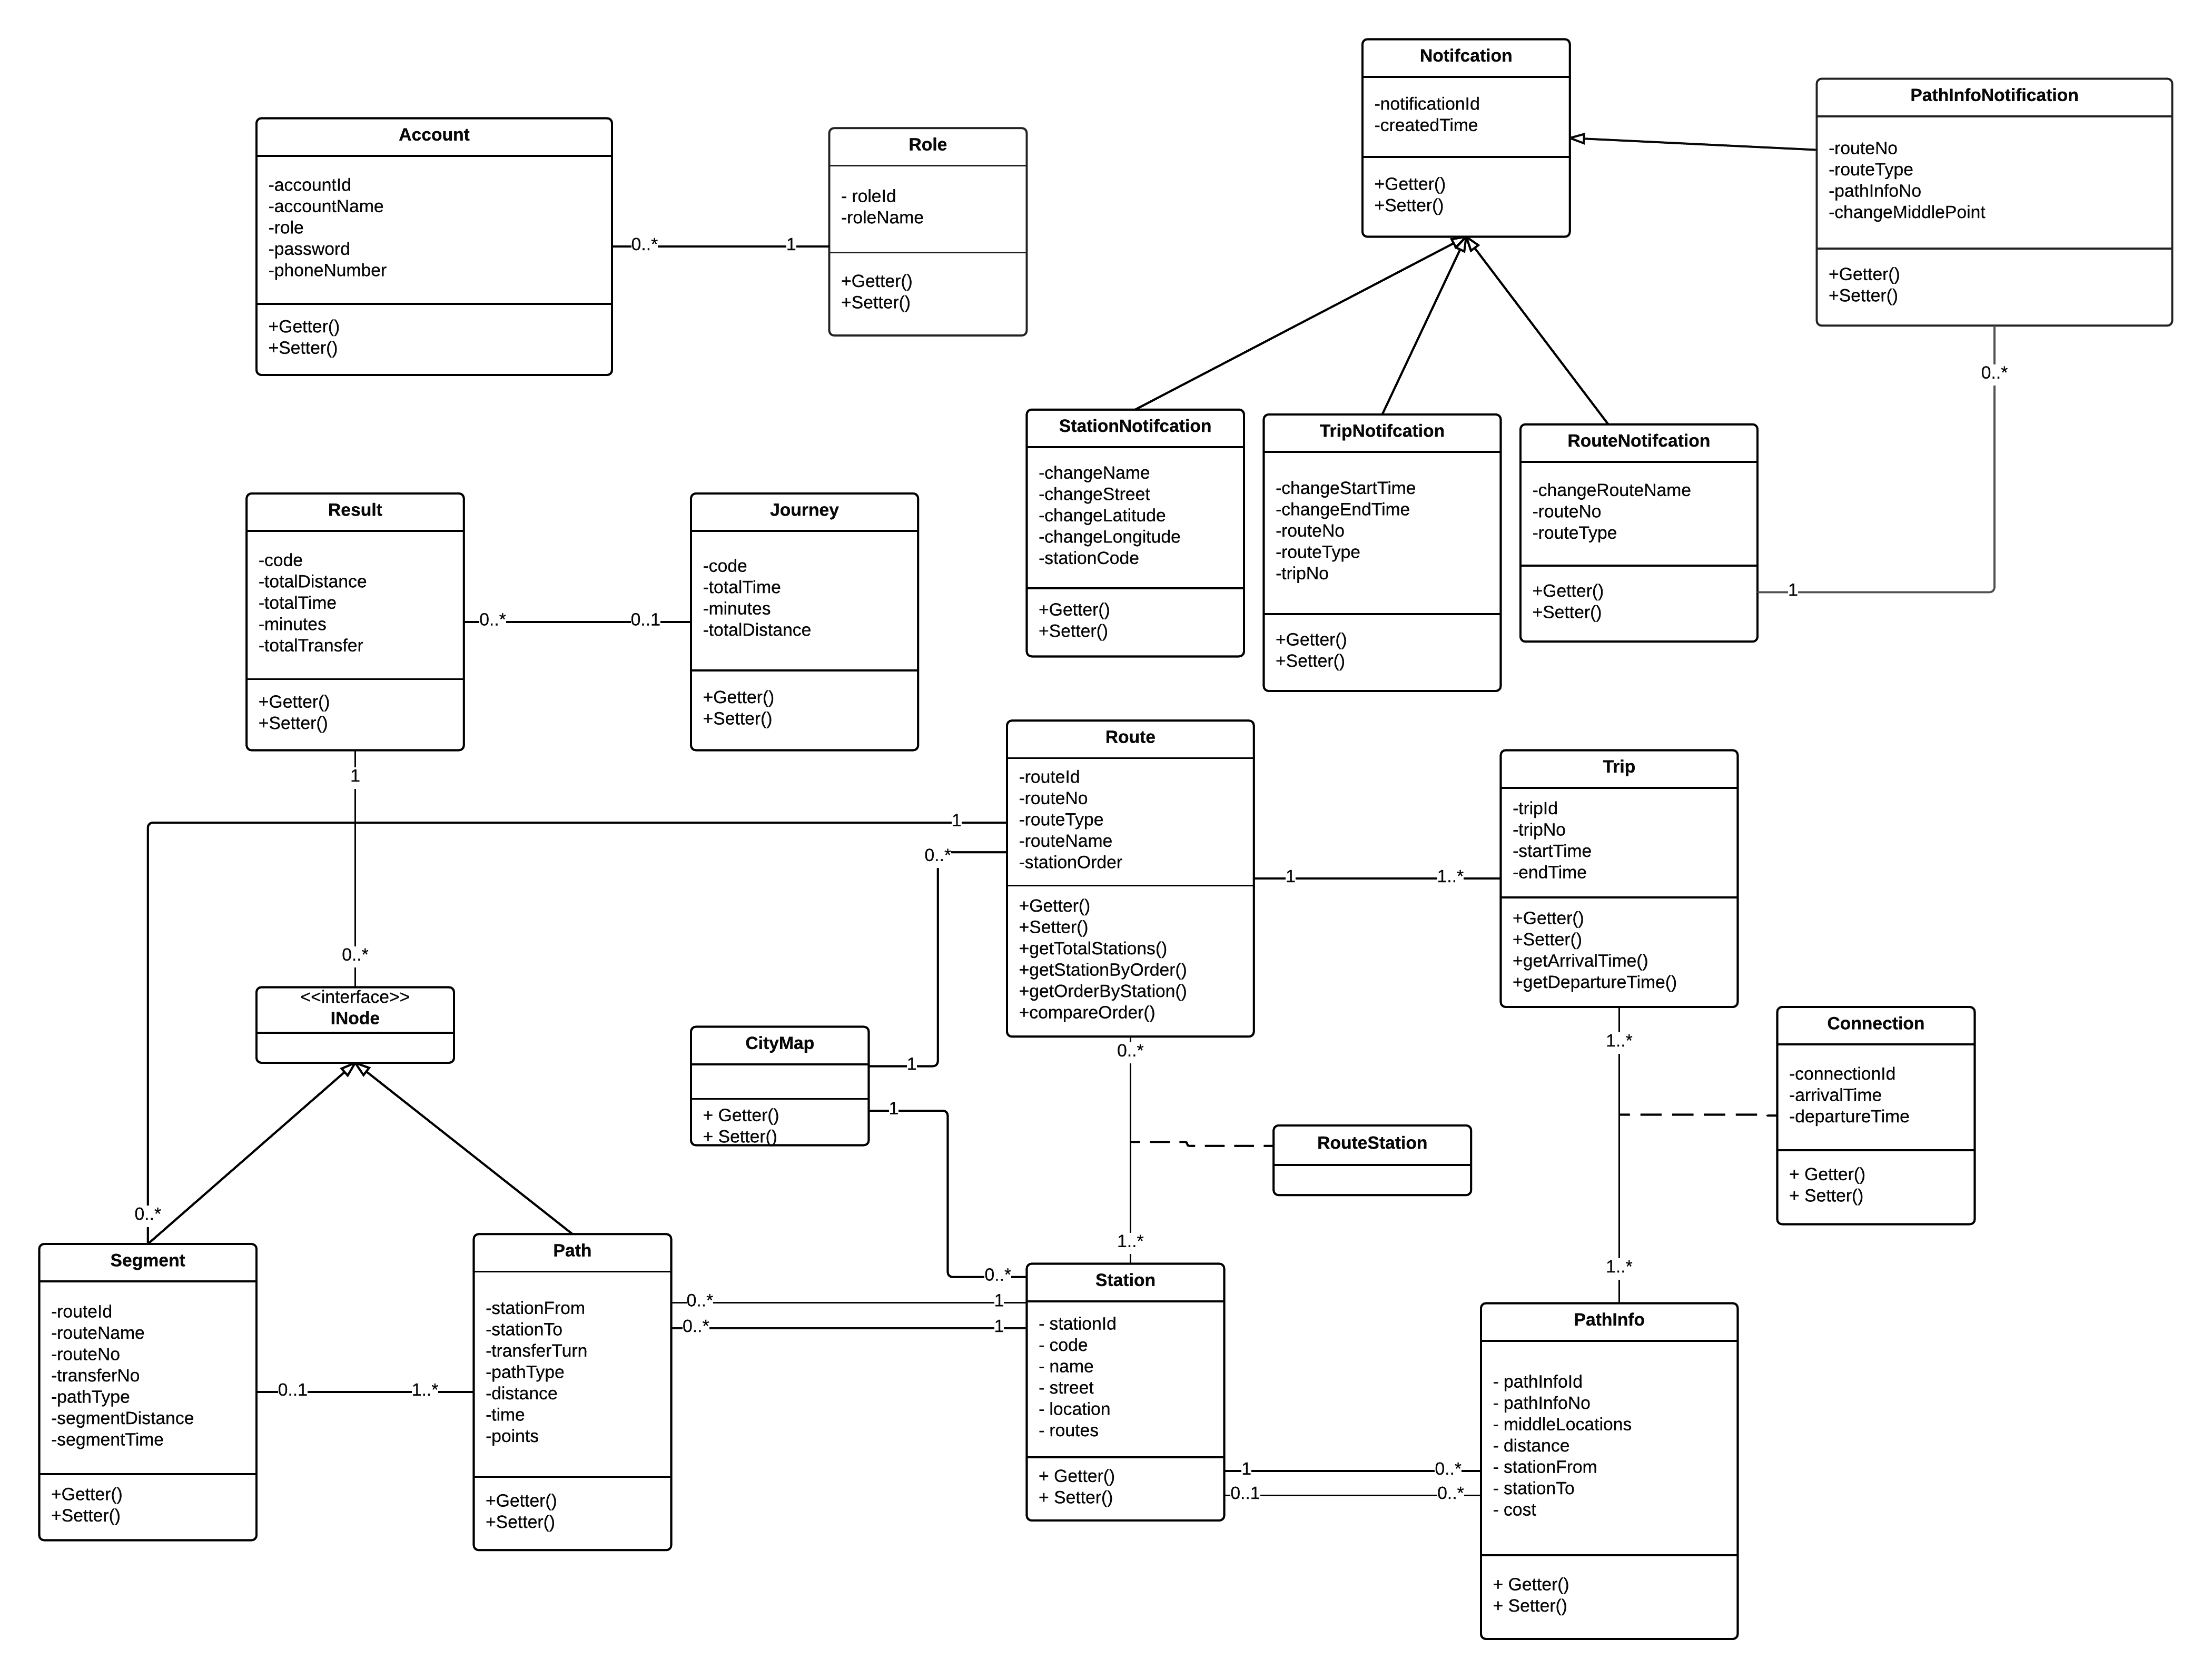 Notifcation
-notificationId
-createdTime
+Getter()
+Setter()
PathInfoNotification
-routeNo
-routeType
-pathInfoNo
-changeMiddlePoint
+Getter()
+Setter()
Account
-accountId
-accountName
-role
-password
-phoneNumber
+Getter()
+Setter()
0..*
1
Role
- roleId
-roleName
+Getter()
+Setter()
0..*
1
StationNotifcation
-changeName
-changeStreet
-changeLatitude
-changeLongitude
-stationCode
+Getter()
+Setter()
TripNotifcation
-changeStartTime
-changeEndTime
-routeNo
-routeType
-tripNo
+Getter()
+Setter()
RouteNotifcation
-changeRouteName
-routeNo
-routeType
+Getter()
+Setter()
Result
-code
-totalDistance
-totalTime
-minutes
-totalTransfer
+Getter()
+Setter()
0..*
0..1
Journey
-code
-totalTime
-minutes
-totalDistance
+Getter()
+Setter()
1
0..*
Route
-routeId
-routeNo
-routeType
-routeName
-stationOrder
+Getter()
+Setter()
+getTotalStations()
+getStationByOrder()
+getOrderByStation()
+compareOrder()
1
0..*
1
1..*
Trip
-tripId
-tripNo
-startTime
-endTime
+Getter()
+Setter()
+getArrivalTime()
+getDepartureTime()
<<interface>>
INode
CityMap
+ Getter()
+ Setter()
1
1
0..*
1..*
RouteStation
1..*
1..*
Connection
-connectionId
-arrivalTime
-departureTime
+ Getter()
+ Setter()
0..*
Segment
-routeId
-routeName
-routeNo
-transferNo
-pathType
-segmentDistance
-segmentTime
+Getter()
+Setter()
0..1
1..*
Path
-stationFrom
-stationTo
-transferTurn
-pathType
-distance
-time
-points
+Getter()
+Setter()
0..*
0..*
1
0..*
1
Station
- stationId
- code
- name
- street
- location
- routes
+ Getter()
+ Setter()
1
0..*
0..1
0..*
PathInfo
- pathInfoId
- pathInfoNo
- middleLocations
- distance
- stationFrom
- stationTo
- cost
+ Getter()
+ Setter()